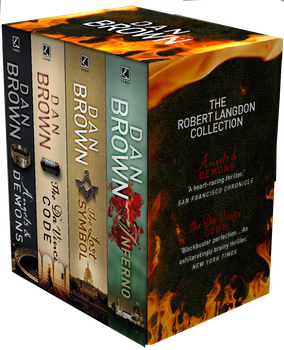 DAN
BROWN
DAN
BROWN
Angels &
DEMONS
DAN
BROWN
The Da Vinci
CODE
DAN
BROWN
The Lost
SYMBOL
DAN
BROWN
INFERNO
THE
ROBERT LANGDON
COLLECTION
Angels &
DEMONS
'A heart-racing thriller.'
SAN FRANCISCO CHRONICLE
The Da Vinci
CODE
'Blockbuster perfection... An
exhilaratingly brainy thriller.'
NEW YORK TIMES